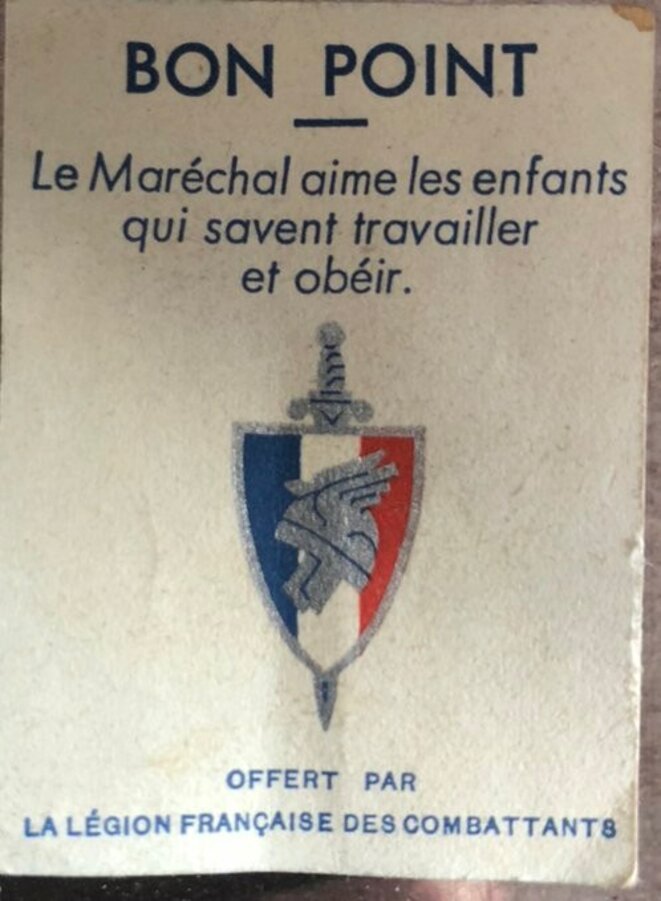 BON POINT
Le Maréchal aime les enfants
qui savent travailler
et obéir.
OFFERT PAR
LA LÉGION FRANÇAISE DES COMBATTANTS